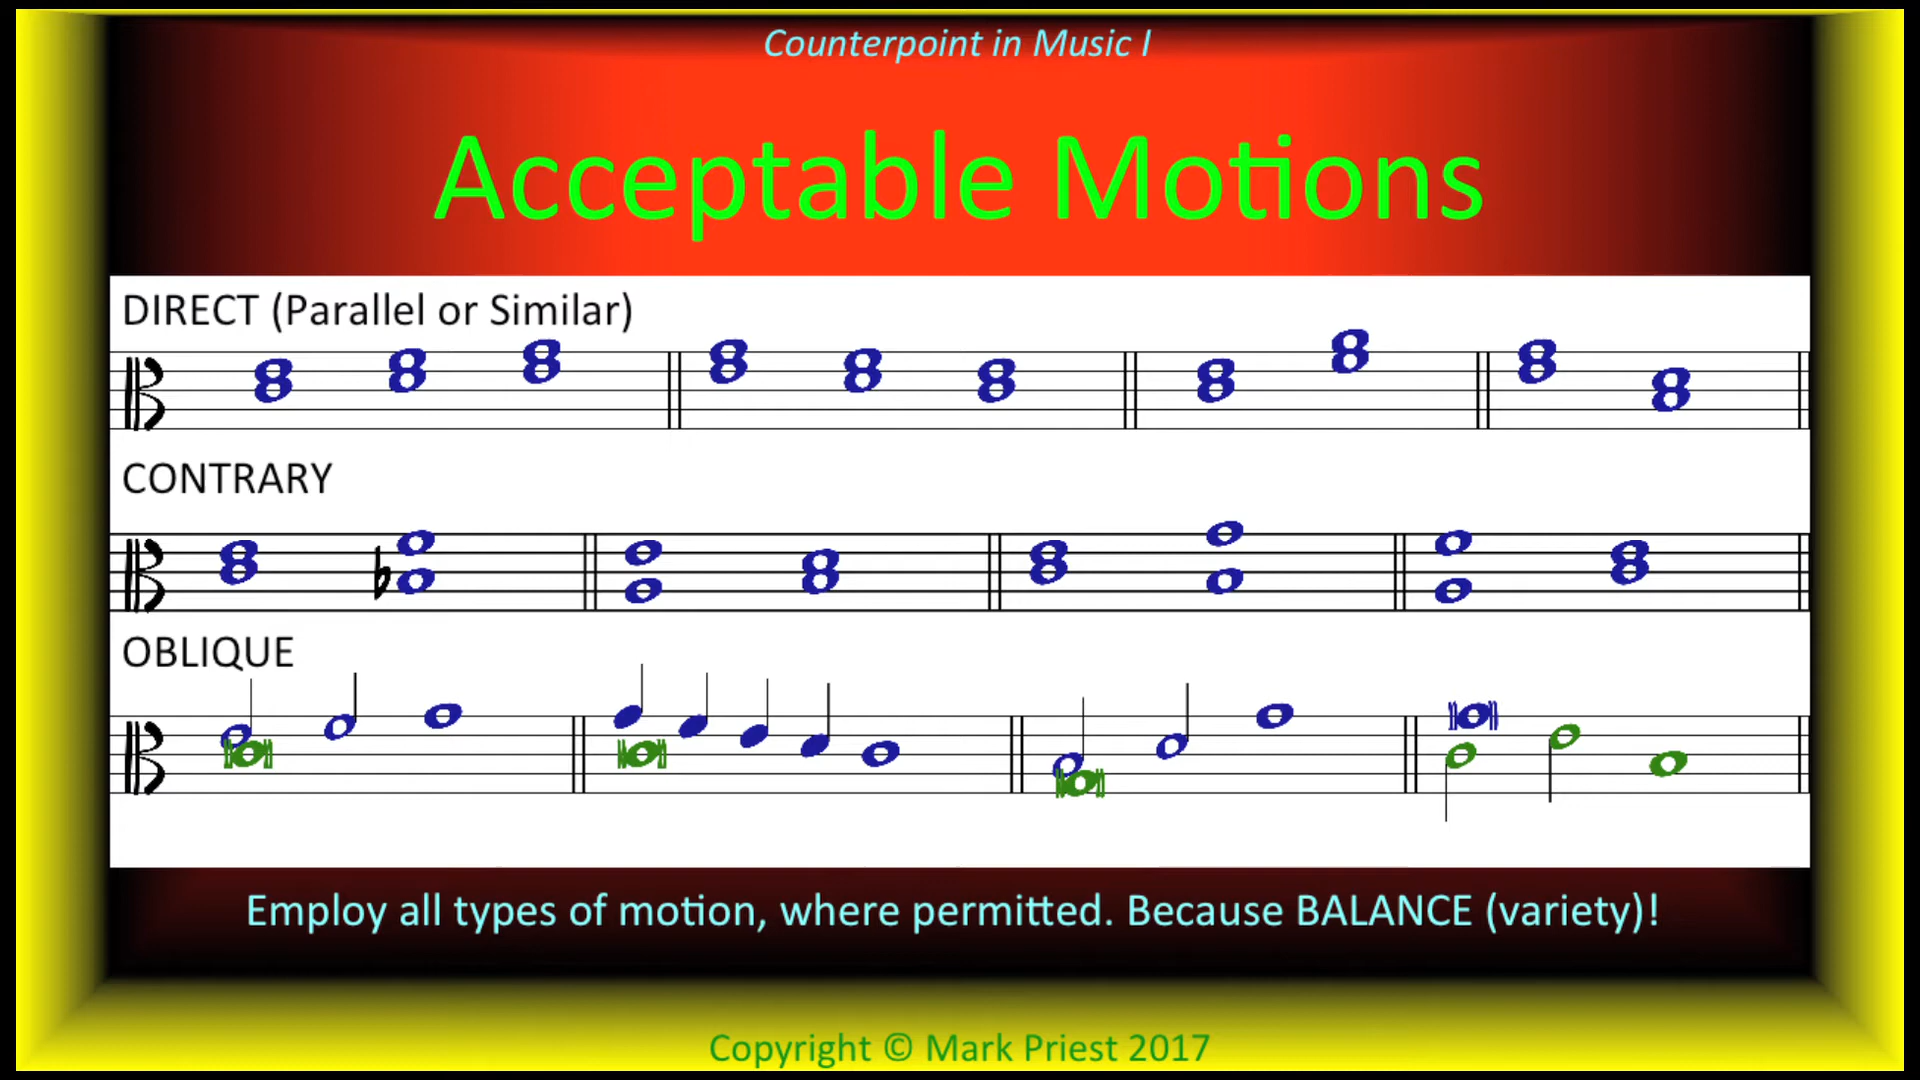 Counterpoint in Music I
Acceptable Motions
DIRECT (Parallel or Similar)
CONTRARY
OBLIQUE
Employ all types of motion, where permitted. Because BALANCE (variety)!
Copyright © Mark Priest 2017